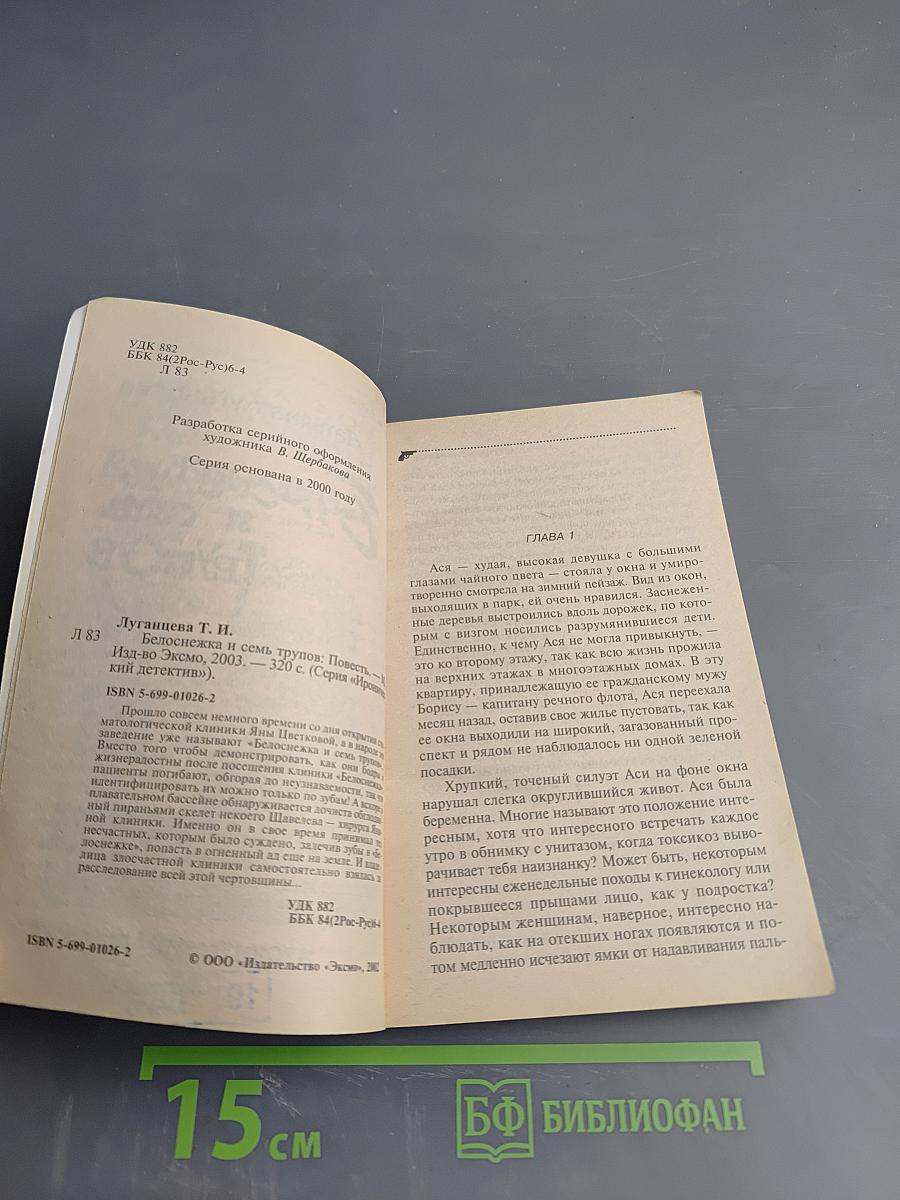 УДК 882
ББК 84(2Рос-Рус)6-4
Л 83
Разработка серийного оформления
художника В. Щербакова
Серия основана в 2000 году
Луганцева Т. И.
Л 83
Белоснежка и семь трупов: Повесть. —
Изд-во Эксмо, 2003. — 320 с. (Серия «Ирониче
кий детектив»).
ISBN 5-699-01026-2
Прошло совсем немного времени со дня открытия
матологической клиники Яны Цветковой, а в народе
заведение уже называют «Белоснежка и семь трупов
Вместо того чтобы демонстрировать, как они бодры
жизнерадостны после посещения клиники «Белоснежка
пациенты погибают, обгорая до неузнаваемости, так
идентифицировать их можно только по зубам! А вскоре
плавательном бассейне обнаруживается дочиста обглодан
ный пираньями скелет некоего Щавелева — хирурга Яни
ной клиники. Именно он в свое время принимал
несчастных, которым было суждено, залечив зубы в «Бе
лоснежке», попасть в огненный ад еще на земле. И
лица злосчастной клиники самостоятельно взялась
расследование всей этой чертовщины...
УДК 882
ББК 84(2Рос-Рус)6-4
ISBN 5-699-01026-2
© ООО «Издательство «Эксмо», 2002
ГЛАВА 1
Ася — худая, высокая девушка с большими
глазами чайного цвета — стояла у окна и умиро-
творенно смотрела на зимний пейзаж. Вид из окон,
выходящих в парк, ей очень нравился. Заснежен-
ные деревья выстроились вдоль дорожек, по кото-
рым с визгом носились разрумянившиеся дети.
Единственно, к чему Ася не могла привыкнуть, —
это ко второму этажу, так как всю жизнь прожила
на верхних этажах в многоэтажных домах. В эту
квартиру, принадлежащую ее гражданскому мужу
Борису — капитану речного флота, Ася переехала
месяц назад, оставив свое жилье пустовать, так как
ее окна выходили на широкий, загазованный про-
спект и рядом не наблюдалось ни одной зеленой
посадки.
Хрупкий, точеный силуэт Аси на фоне окна
нарушал слегка округлившийся живот. Ася была
беременна. Многие называют это положение инте-
ресным, хотя что интересного встречать каждое
утро в обнимку с унитазом, когда токсикоз выво-
рачивает тебя наизнанку? Может быть, некоторым
интересны еженедельные походы к гинекологу или
покрывшееся прыщами лицо, как у подростка?
Некоторым женщинам, наверное, интересно на-
блюдать, как на отекших ногах появляются и по-
том медленно исчезают ямки от надавливания паль-
15 см
БФ БИБЛИОФАН